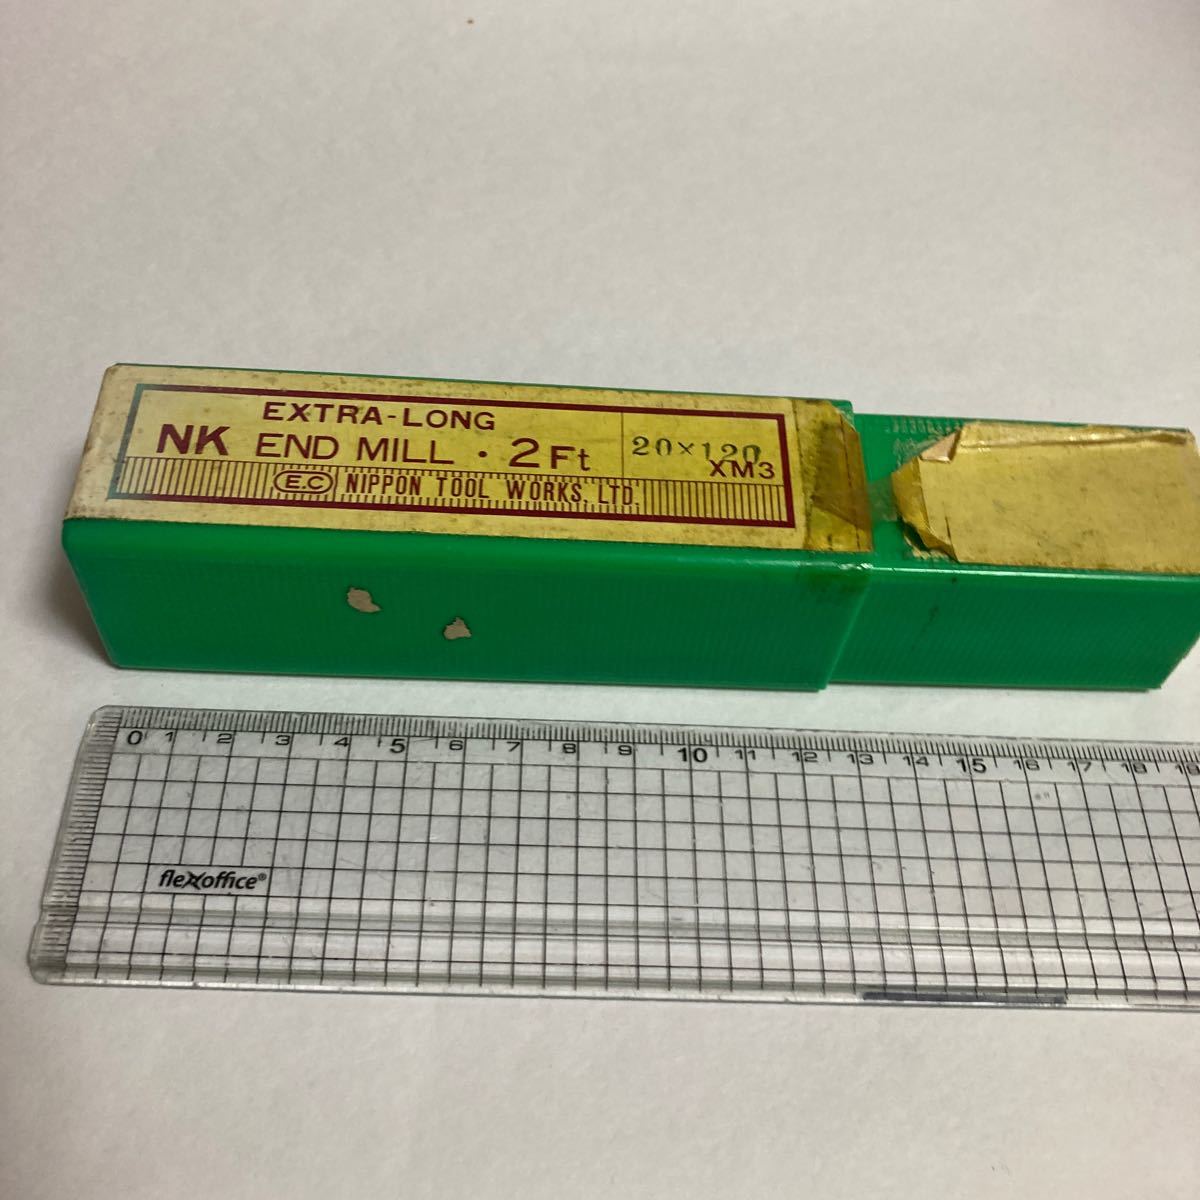 EXTRA-LONG
NK END MILL · 2Ft
20×120
XM3
E.C NIPPON TOOL WORKS, LTD.
0 1 2 3 4 5 6 7 8 9 10 11 12 13 14 15 16 17 18 19
flexoffice®